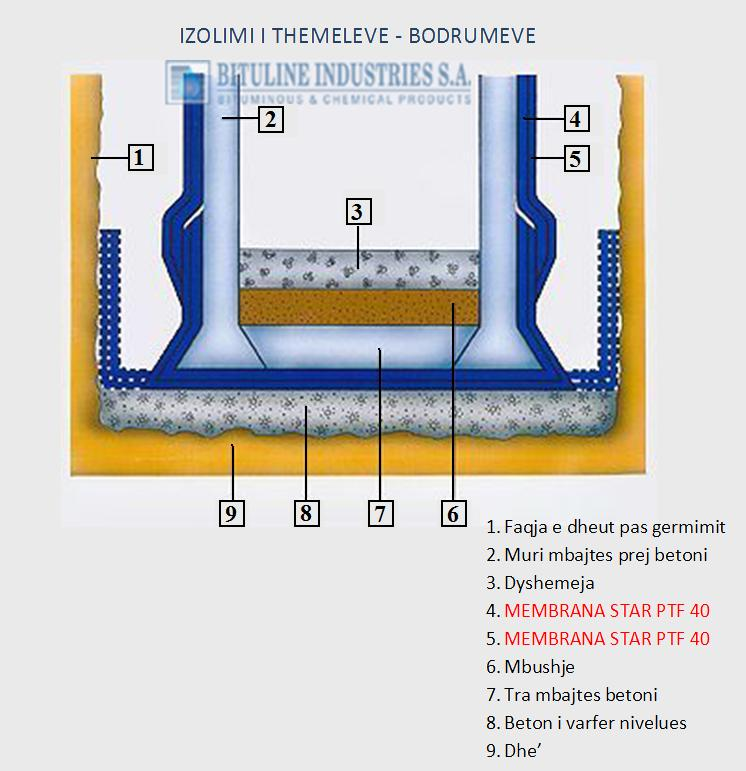 IZOLIMI I THEMELEVE - BODRUMEVE
BITULINE INDUSTRIES S.A.
BITUMINOUS & CHEMICAL PRODUCTS
2
4
1
5
3
9
8
7
6
1. Faqja e dheut pas germimit
2. Muri mbajtes prej betoni
3. Dyshemeja
4. MEMBRANA STAR PTF 40
5. MEMBRANA STAR PTF 40
6. Mbushje
7. Tra mbajtes betoni
8. Beton i varfer nivelues
9. Dhe’